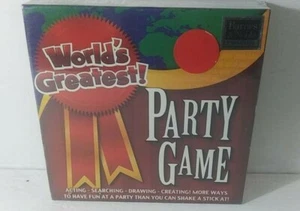 World's
Greatest!
PARTY
GAME
ACTING - SEARCHING - DRAWING - CREATING! MORE WAYS
TO HAVE FUN AT A PARTY THAN YOU CAN SHAKE A STICK AT!